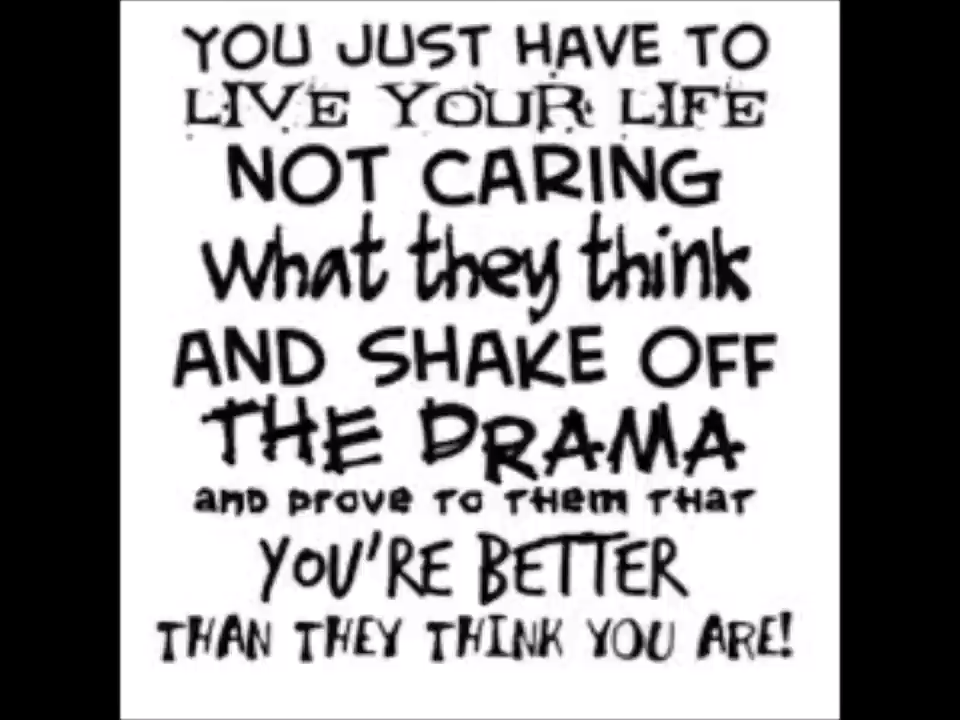 YOU JUST HAVE TO
LIVE YOUR LIFE
NOT CARING
What they think
AND SHAKE OFF
THE DRAMA
and prove to them that
YOU'RE BETTER
THAN THEY THINK YOU ARE!